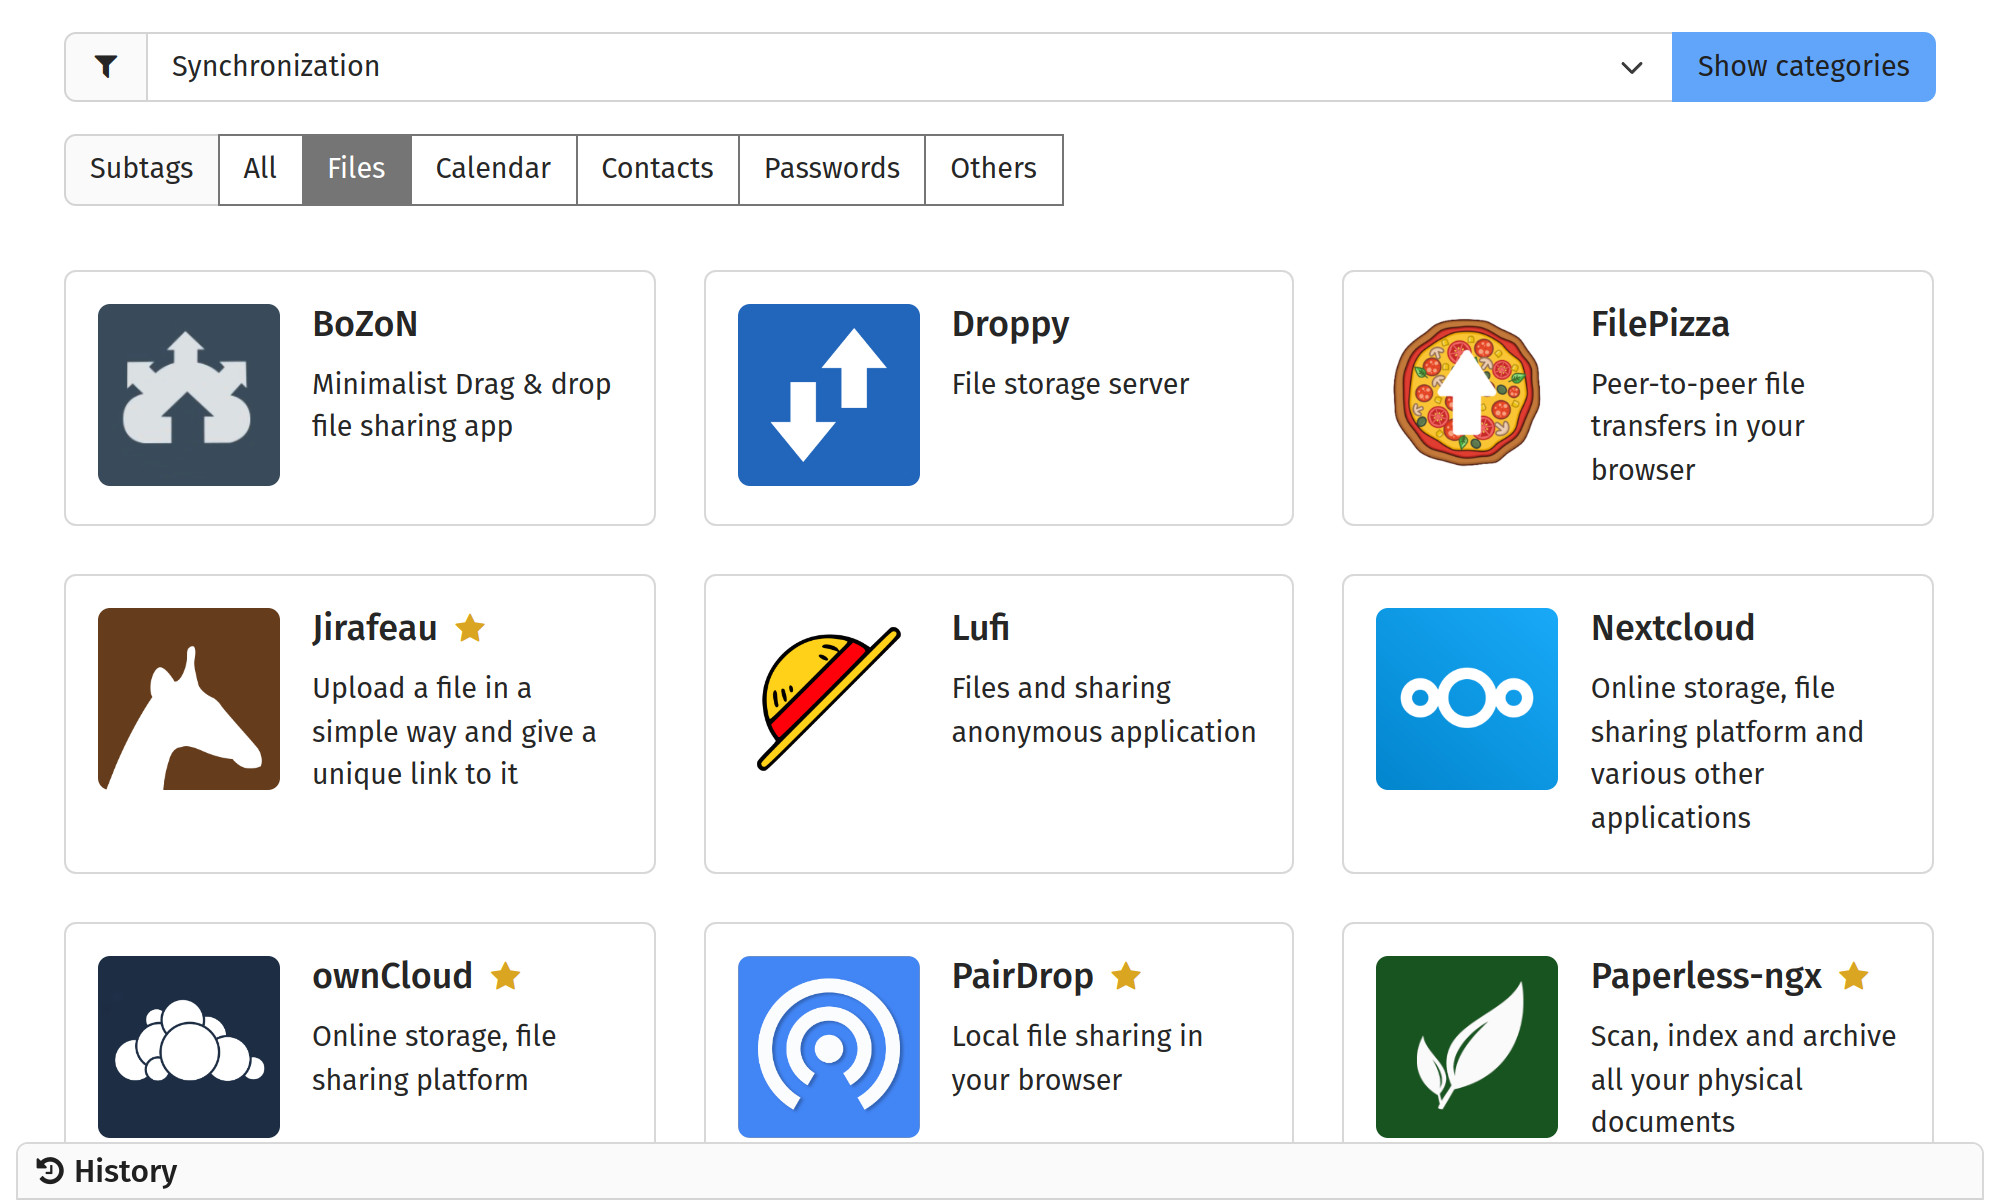 Synchronization
Show categories
Subtags
All
Files
Calendar
Contacts
Passwords
Others
BoZoN
Minimalist Drag & drop
file sharing app
Droppy
File storage server
FilePizza
Peer-to-peer file
transfers in your
browser
Jirafeau
Upload a file in a
simple way and give a
unique link to it
Lufi
Files and sharing
anonymous application
Nextcloud
Online storage, file
sharing platform and
various other
applications
ownCloud
Online storage, file
sharing platform
PairDrop
Local file sharing in
your browser
Paperless-ngx
Scan, index and archive
all your physical
documents
History